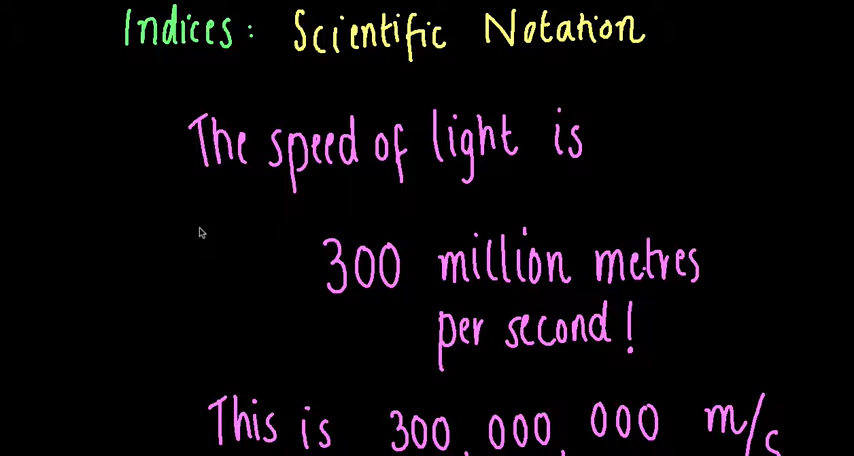 Indices: Scientific Notation
The speed of light is
300 million metres
per second!
This is 300,000,000 m/s